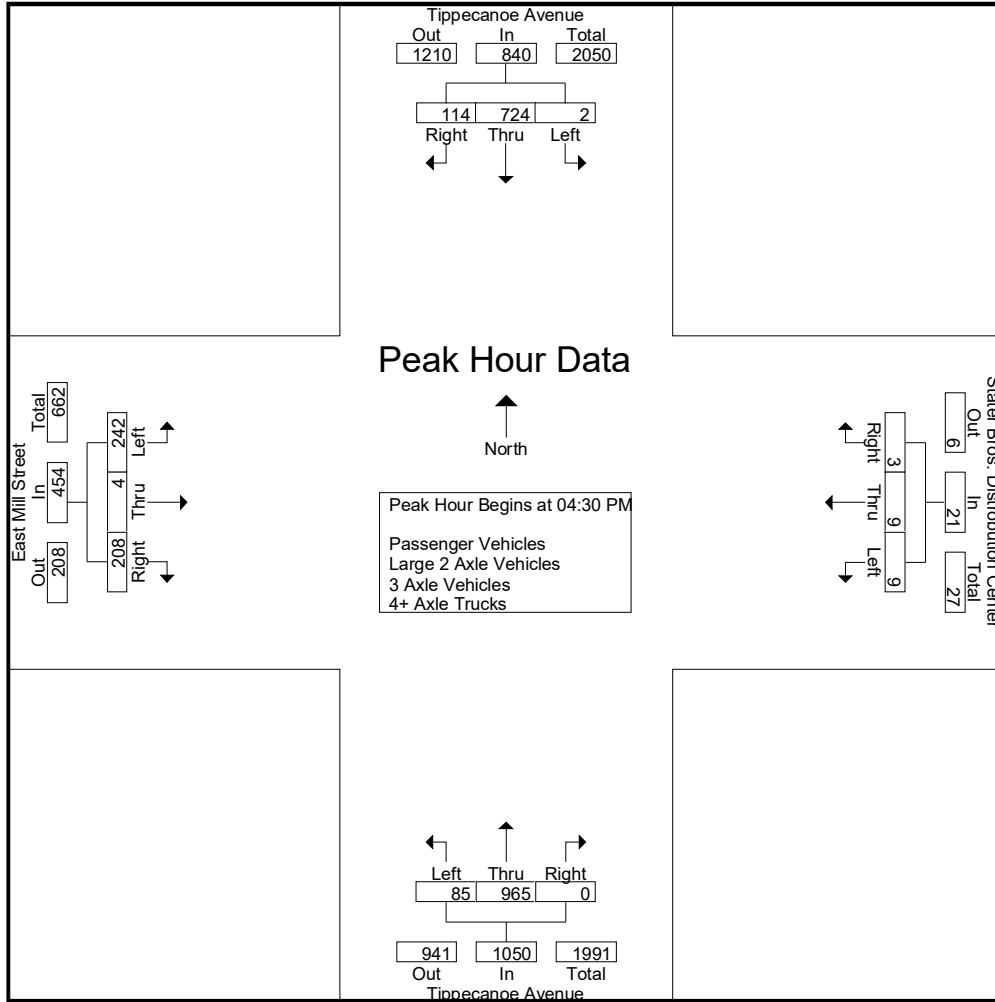 Tippecanoe Avenue
Out In Total
1210 840 2050
114 724 2
Right Thru Left
Peak Hour Data
North
Peak Hour Begins at 04:30 PM
Passenger Vehicles
Large 2 Axle Vehicles
3 Axle Vehicles
4+ Axle Trucks
East Mill Street
Out In Total
208 454 662
208 4 242
Right Thru Left
Stater Bros. Distribution Center
Out In Total
6 21 27
3 9 9
Right Thru Left
Left Thru Right
85 965 0
941 1050 1991
Out In Total
Tippecanoe Avenue